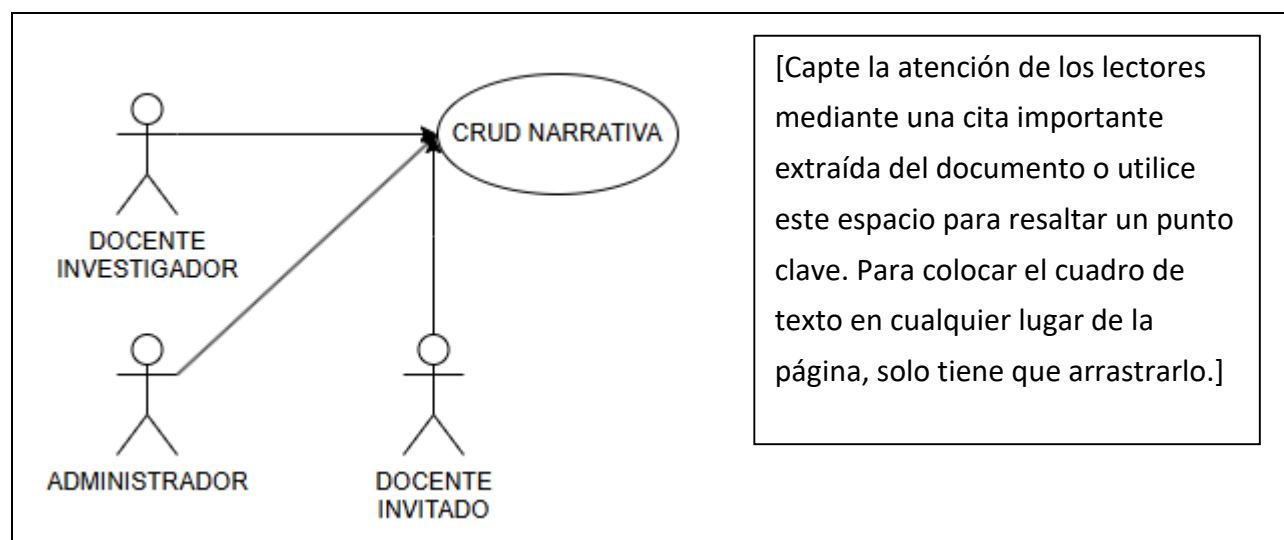 CRUD NARRATIVA
DOCENTE
INVESTIGADOR
ADMINISTRADOR
DOCENTE
INVITADO
[Capte la atención de los lectores
mediante una cita importante
extraída del documento o utilice
este espacio para resaltar un punto
clave. Para colocar el cuadro de
texto en cualquier lugar de la
página, solo tiene que arrastrarlo.]